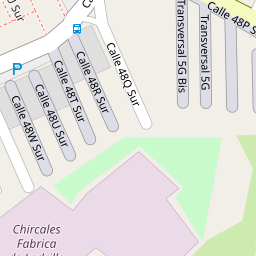 Sur
C
Calle 48P S
Transversal 5G Bis
Transversal 5G
Calle 48Q Sur
Calle 48R Sur
Calle 48T Sur
Calle 48U Sur
Calle 48W Sur
P
Chircales
Fabrica